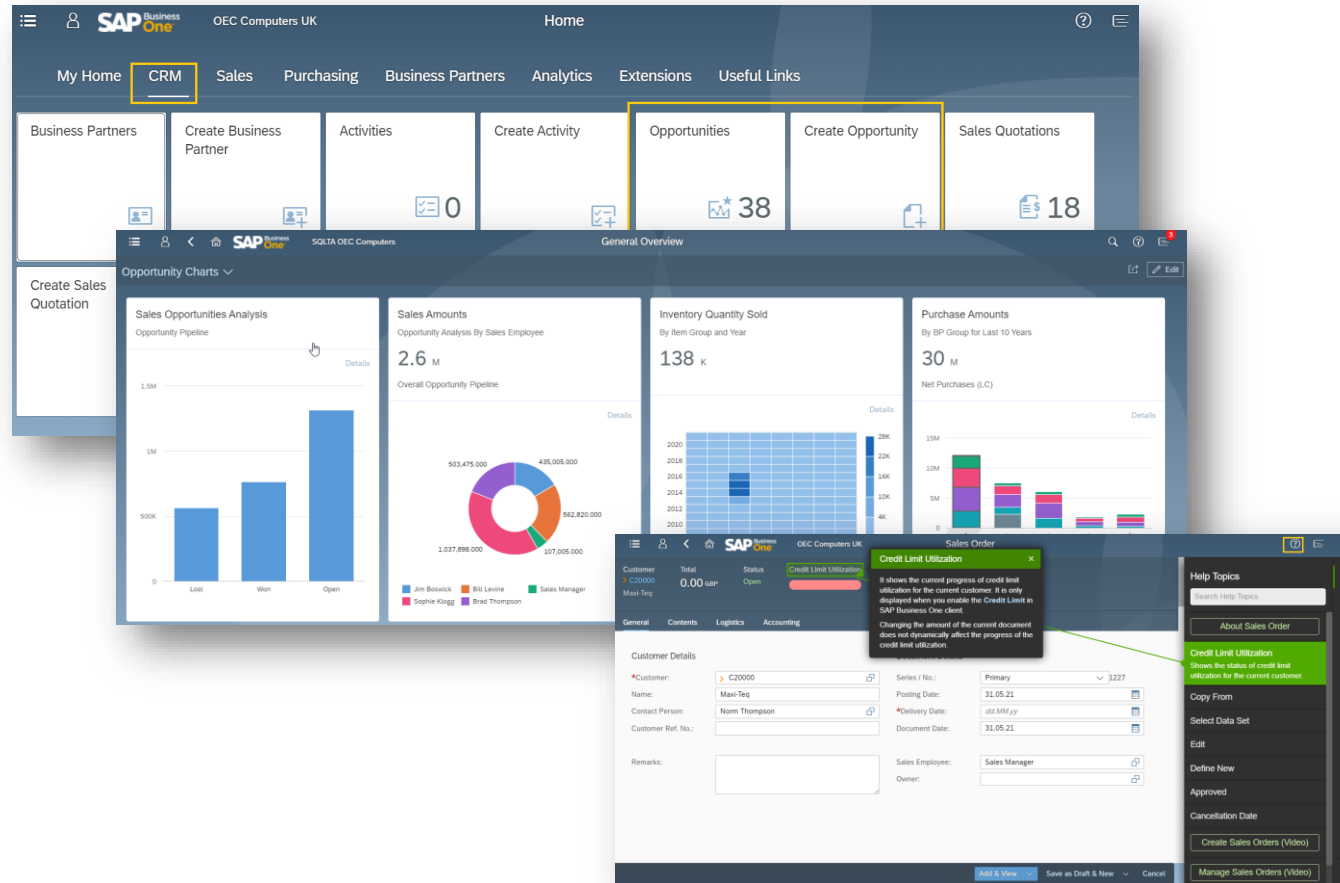 SAP Business One
OEC Computers UK
Home
My Home CRM Sales Purchasing Business Partners Analytics Extensions Useful Links
Business Partners
Create Business
Partner
Activities
0
Create Activity
Opportunities
38
Create Opportunity
Sales Quotations
18
Create Sales
Quotation
SAP Business One
SQLTA OEC Computers
General Overview
3
Opportunity Charts
Edit
Sales Opportunities Analysis
Opportunity Pipeline
Details
1.5M
1M
500K
0
Lost Won Open
Sales Amounts
Opportunity Analysis By Sales Employee
2.6 M
Overall Opportunity Pipeline
Details
503,475.000
435,005.000
562,820.000
1,037,898.000
107,005.000
Jim Boswick Bill Levine Sales Manager
Sophie Klogg Brad Thompson
Inventory Quantity Sold
By Item Group and Year
138 K
Details
2020
2018
2016
2014
2012
2010
28K
22K
16K
10K
4K
Purchase Amounts
By BP Group for Last 10 Years
30 M
Net Purchases (LC)
Details
15M
10M
5M
0
SAP Business One
OEC Computers UK
Sales Order
Customer
C20000
Maxi-Teq
Total
0.00 GBP
Status
Open
Credit Limit Utilization
General Contents Logistics Accounting
Credit Limit Utilization ×
It shows the current progress of credit limit
utilization for the current customer. It is only
displayed when you enable the Credit Limit in
SAP Business One client.
Changing the amount of the current document
does not dynamically affect the progress of the
credit limit utilization.
Customer Details
*Customer: C20000
Name: Maxi-Teq
Contact Person: Norm Thompson
Customer Ref. No.:
Remarks:
Series / No.: Primary 1227
Posting Date: 31.05.21
*Delivery Date: dd.MM.yy
Document Date: 31.05.21
Sales Employee: Sales Manager
Owner:
Add & View Save as Draft & New Cancel
Help Topics
Search Help Topics
About Sales Order
Credit Limit Utilization
Shows the status of credit limit
utilization for the current customer.
Copy From
Select Data Set
Edit
Define New
Approved
Cancellation Date
Create Sales Orders (Video)
Manage Sales Orders (Video)